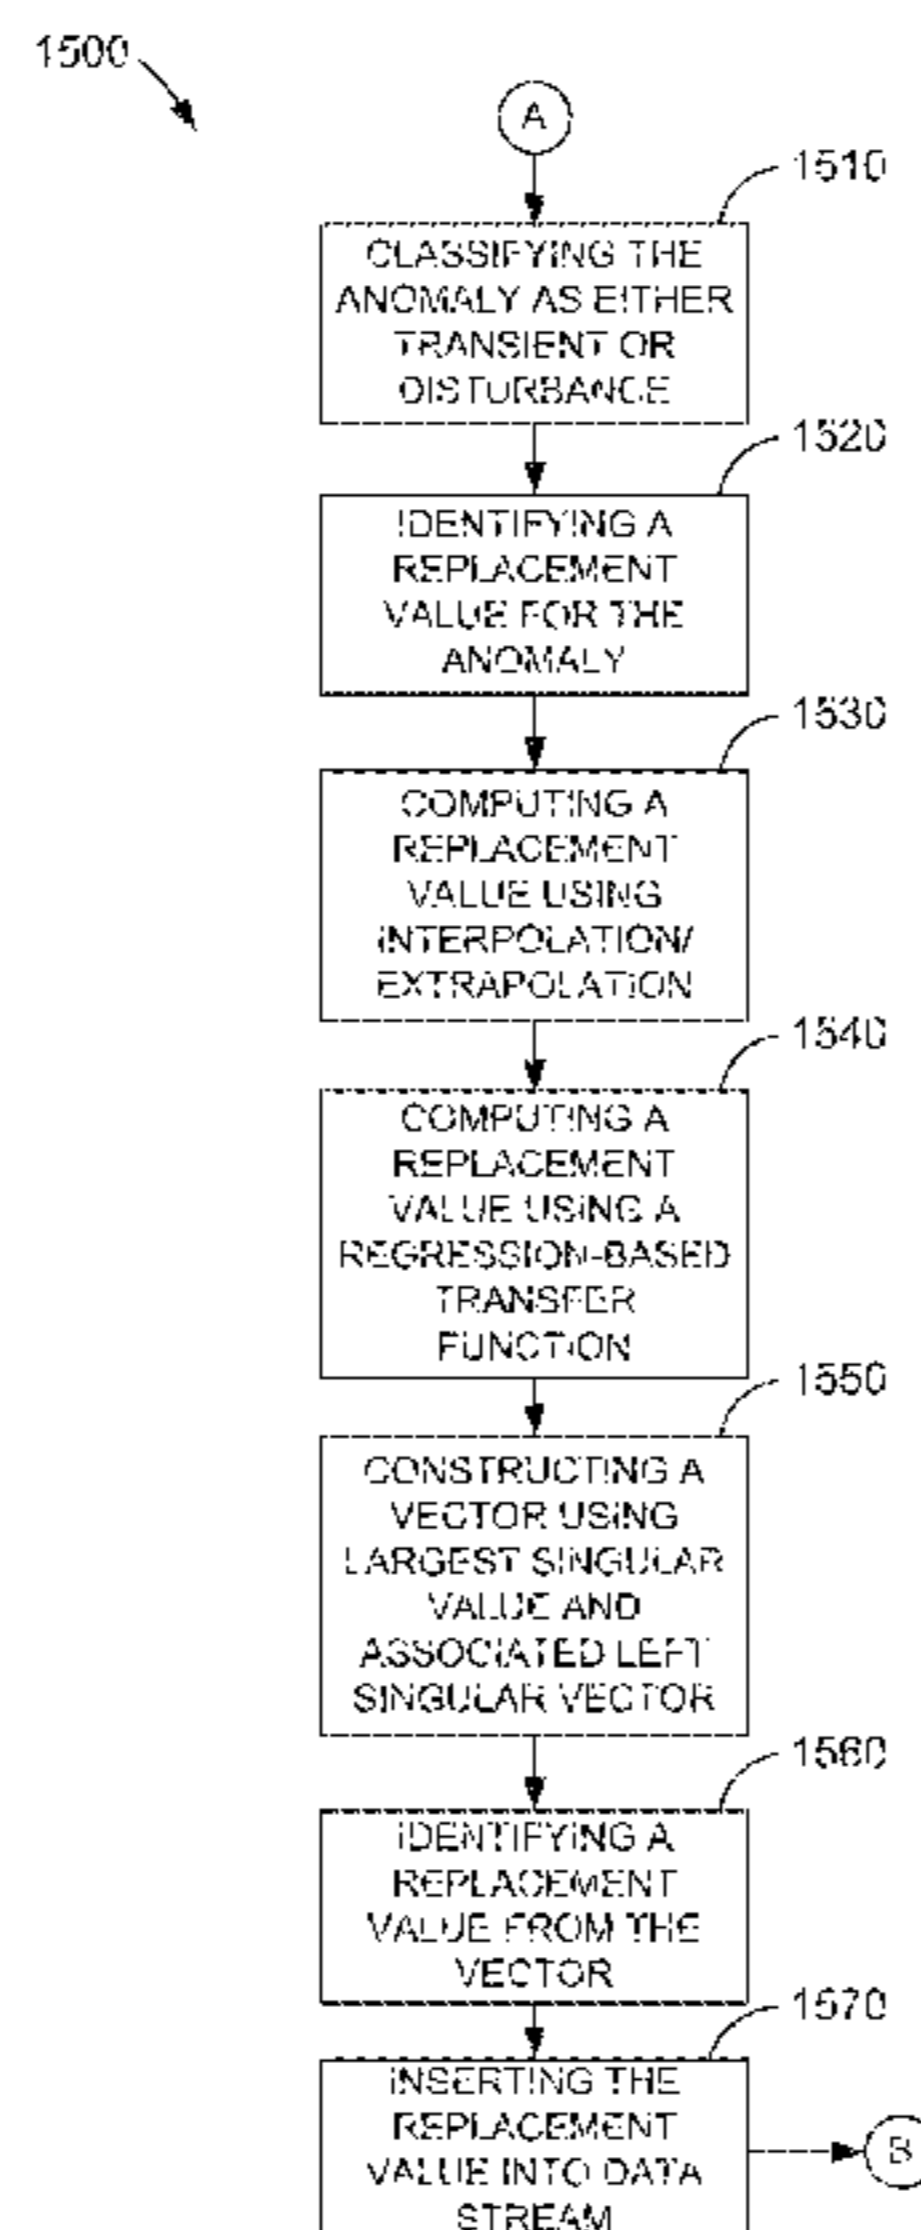 1500
A
1510
CLASSIFYING THE
ANOMALY AS EITHER
TRANSIENT OR
DISTURBANCE
1520
IDENTIFYING A
REPLACEMENT
VALUE FOR THE
ANOMALY
1530
COMPUTING A
REPLACEMENT
VALUE USING
INTERPOLATION/
EXTRAPOLATION
1540
COMPUTING A
REPLACEMENT
VALUE USING A
REGRESSION-BASED
TRANSFER
FUNCTION
1550
CONSTRUCTING A
VECTOR USING
LARGEST SINGULAR
VALUE AND
ASSOCIATED LEFT
SINGULAR VECTOR
1560
IDENTIFYING A
REPLACEMENT
VALUE FROM THE
VECTOR
1570
INSERTING THE
REPLACEMENT
VALUE INTO DATA
STREAM
B